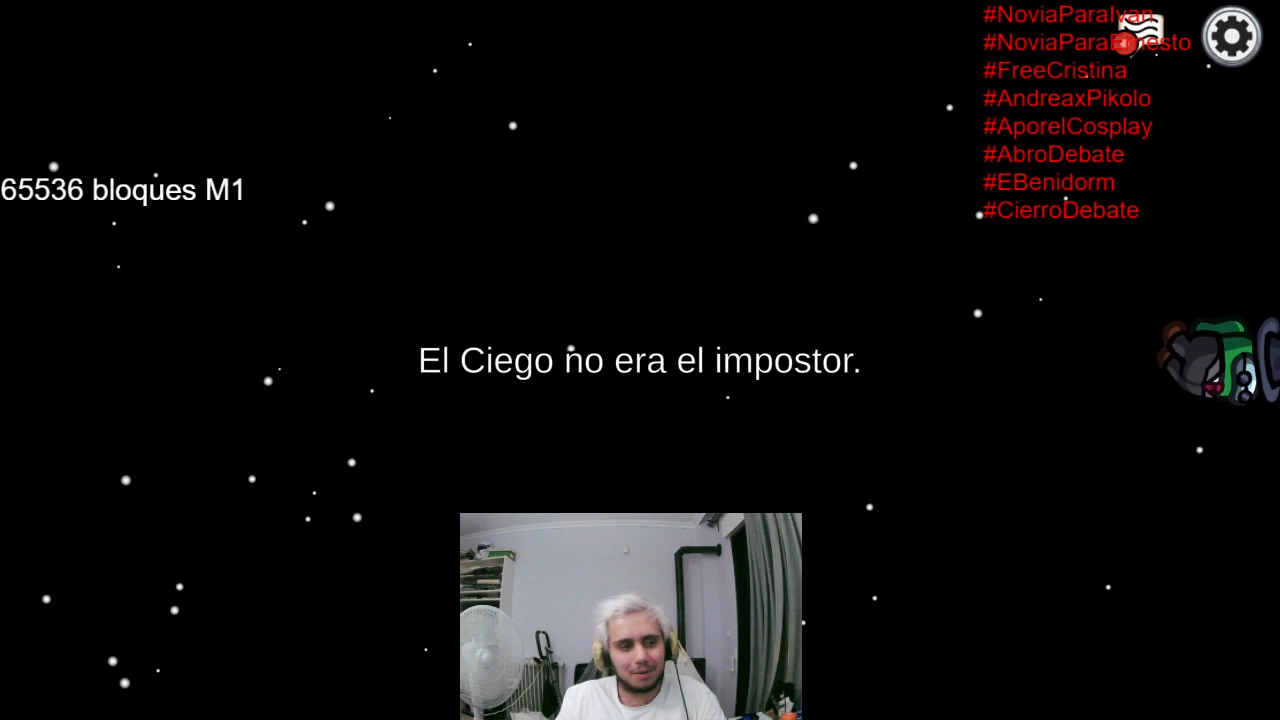 #NoviaParaIvan
#NoviaParaErnesto
#FreeCristina
#AndreaxPikolo
#AporelCosplay
#AbroDebate
#EBenidorm
#CierroDebate
65536 bloques M1
El Ciego no era el impostor.